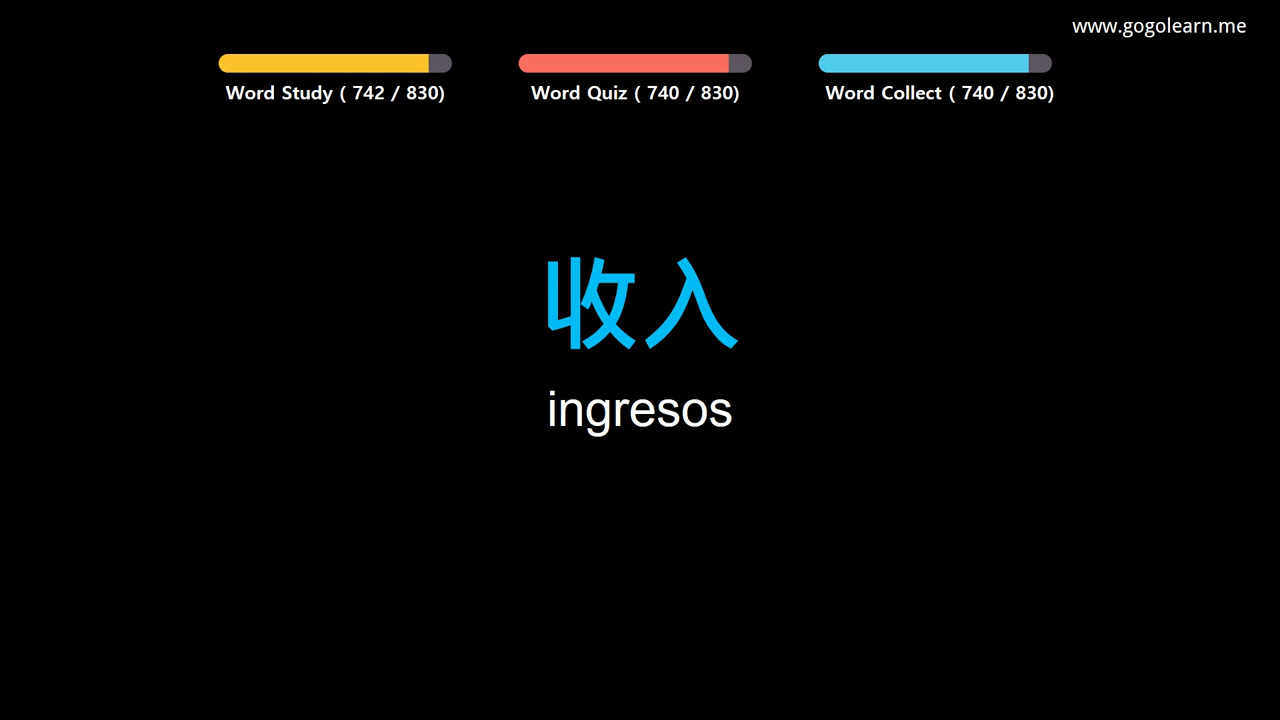 www.gogolearn.me
Word Study ( 742 / 830)
Word Quiz ( 740 / 830)
Word Collect ( 740 / 830)
收入
ingresos